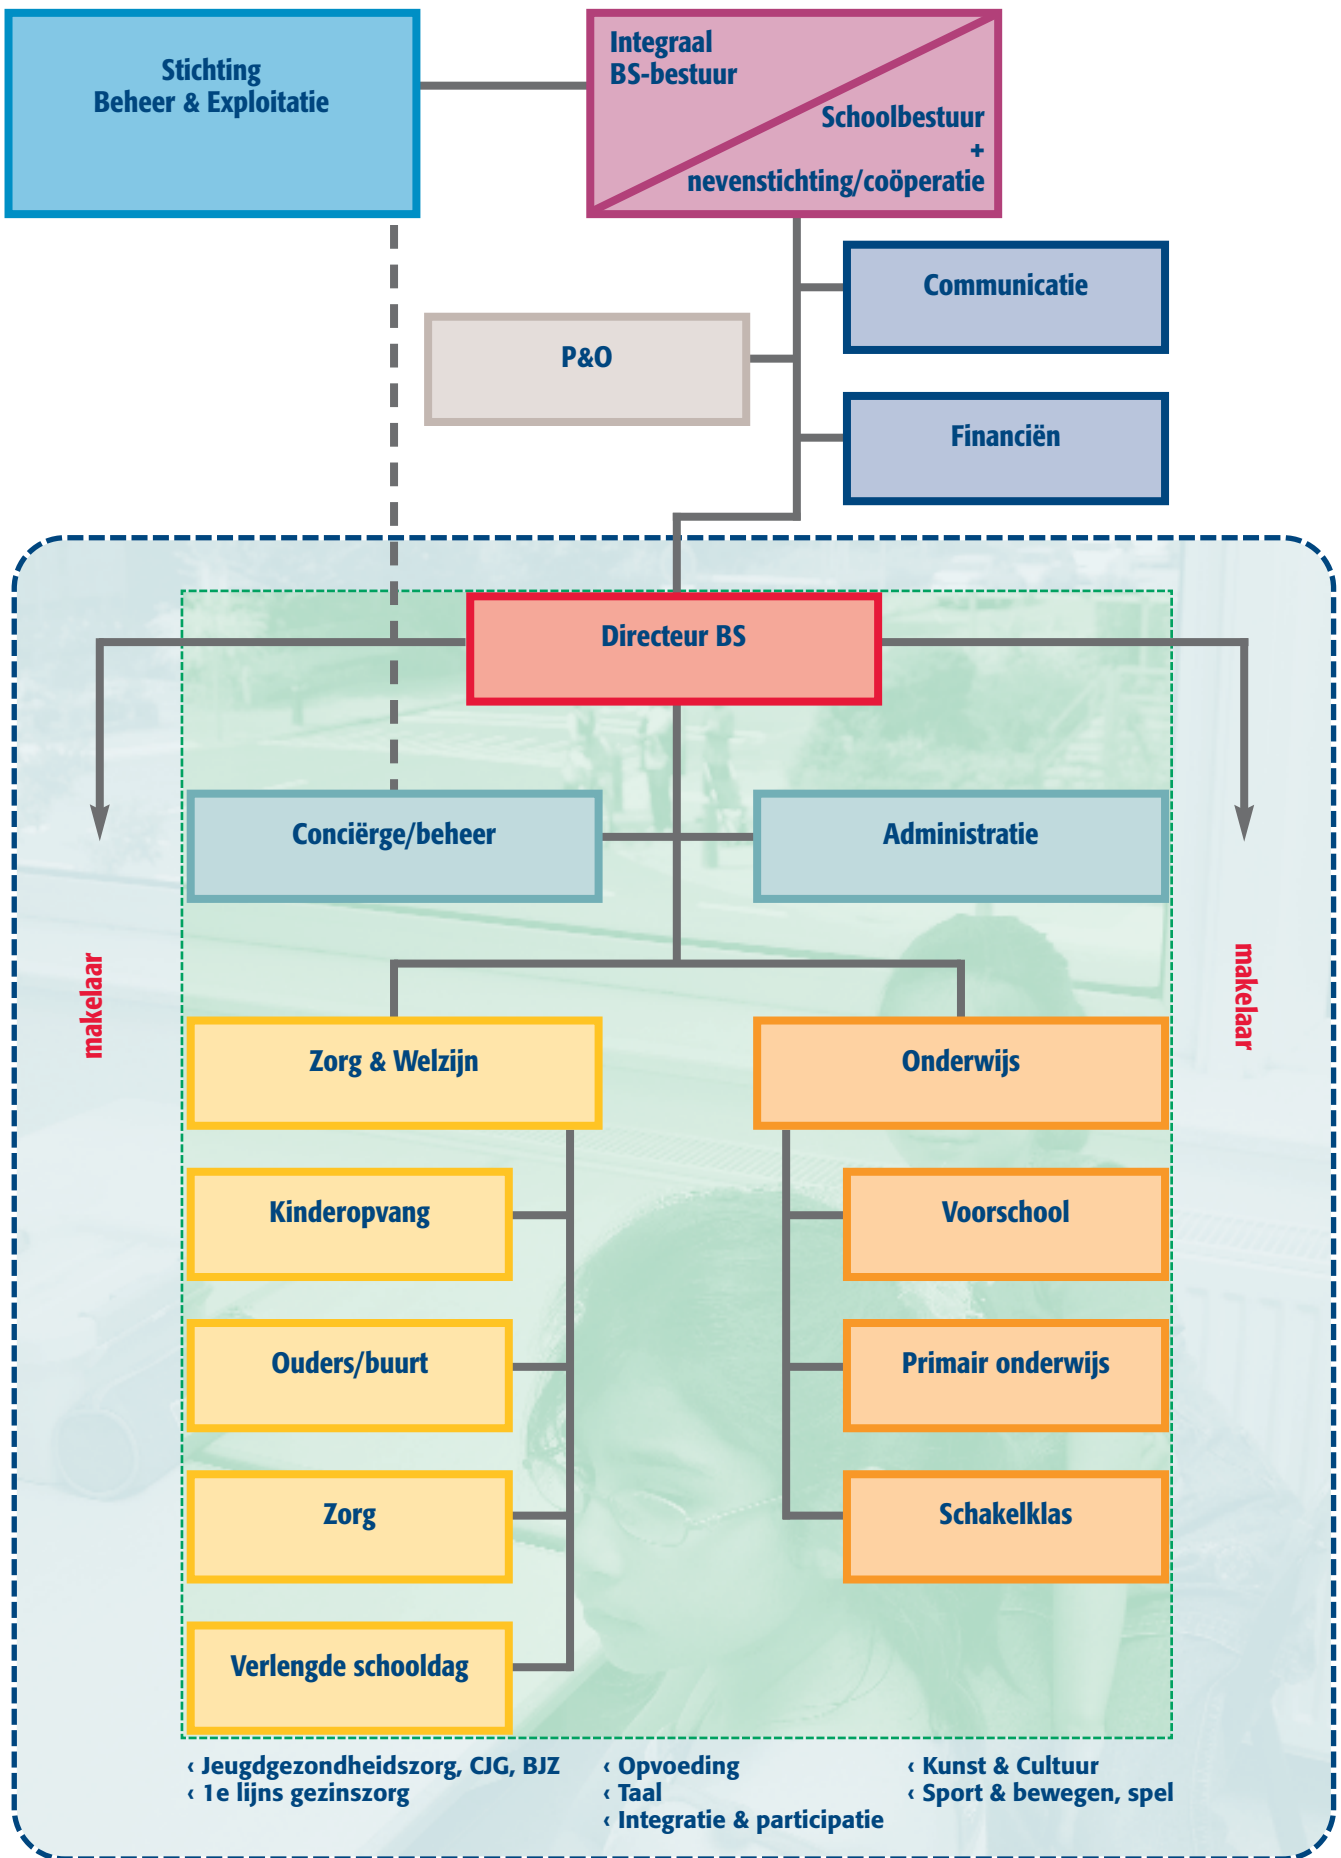 Stichting
Beheer & Exploitatie
Integraal
BS-bestuur
Schoolbestuur
+
nevenstichting/coöperatie
Communicatie
P&O
Financiën
Directeur BS
Conciërge/beheer
Administratie
makelaar
makelaar
Zorg & Welzijn
Onderwijs
Kinderopvang
Voorschool
Ouders/buurt
Primair onderwijs
Zorg
Schakelklas
Verlengde schooldag
‹ Jeugdgezondheidszorg, CJG, BJZ
‹ 1e lijns gezinszorg
‹ Opvoeding
‹ Taal
‹ Integratie & participatie
‹ Kunst & Cultuur
‹ Sport & bewegen, spel